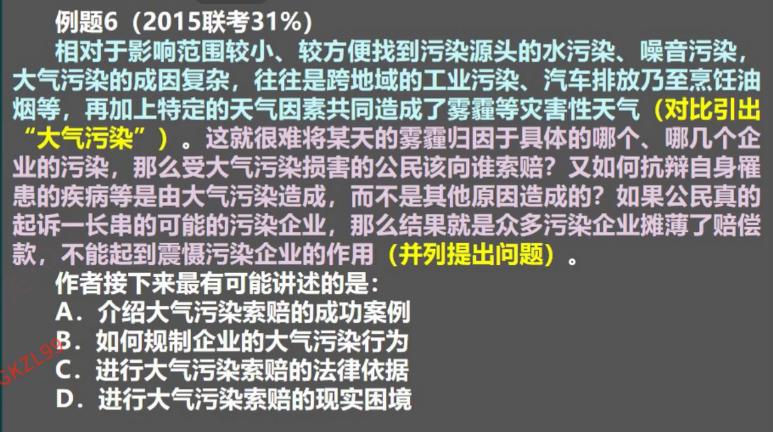 例题6（2015联考31%）
相对于影响范围较小、较方便找到污染源头的水污染、噪音污染，
大气污染的成因复杂，往往是跨地域的工业污染、汽车排放乃至烹饪油
烟等，再加上特定的天气因素共同造成了雾霾等灾害性天气（对比引出
“大气污染”）。这就很难将某天的雾霾归因于具体的哪个、哪几个企
业的污染，那么受大气污染损害的公民该向谁索赔？又如何抗辩自身罹
患的疾病等是由大气污染造成，而不是其他原因造成的？如果公民真的
起诉一长串的可能的污染企业，那么结果就是众多污染企业摊薄了赔偿
款，不能起到震慑污染企业的作用（并列提出问题）。
作者接下来最有可能讲述的是：
A．介绍大气污染索赔的成功案例
B．如何规制企业的大气污染行为
C．进行大气污染索赔的法律依据
D．进行大气污染索赔的现实困境
GKZL99